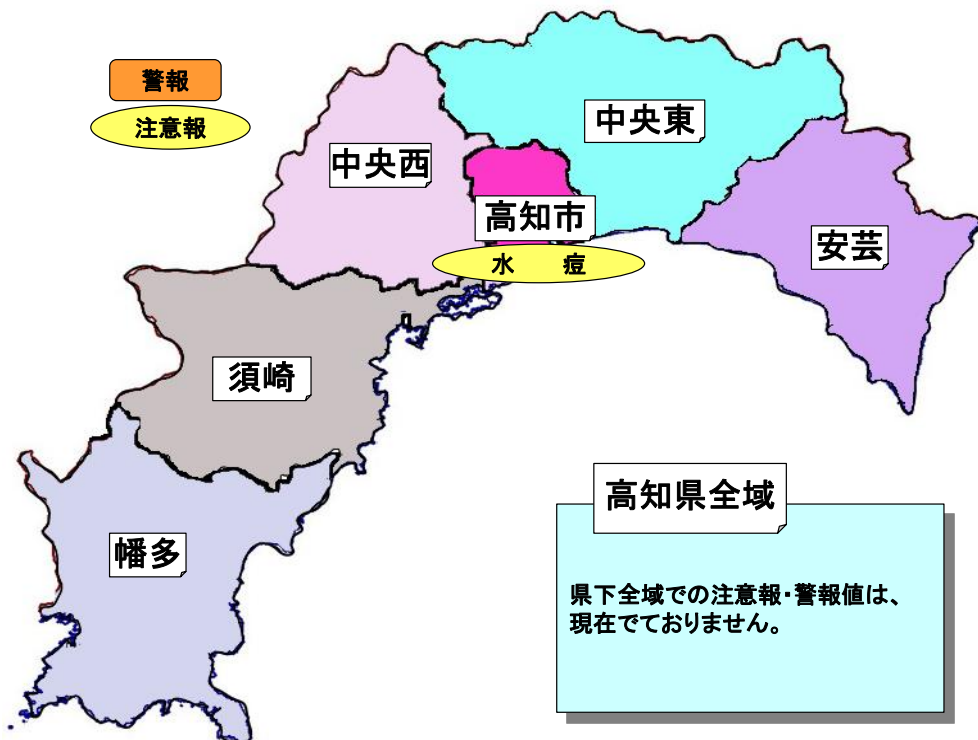 警報
注意報
中央東
中央西
高知市
安芸
水　痘
須崎
高知県全域
幡多
県下全域での注意報・警報値は、
現在でておりません。